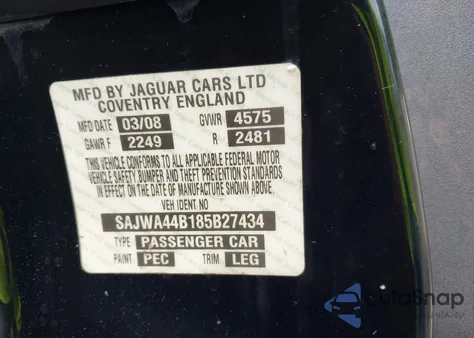 MFD BY JAGUAR CARS LTD
COVENTRY ENGLAND
MFD DATE 03/08 GVWR 4575
GAWR F 2249 R 2481
THIS VEHICLE CONFORMS TO ALL APPLICABLE FEDERAL MOTOR
VEHICLE SAFETY BUMPER AND THEFT PREVENTION STANDARDS
IN EFFECT ON THE DATE OF MANUFACTURE SHOWN ABOVE.
VEH IDENT NO
SAJWA44B185B27434
TYPE PASSENGER CAR
PAINT PEC TRIM LEG
AutoSnap